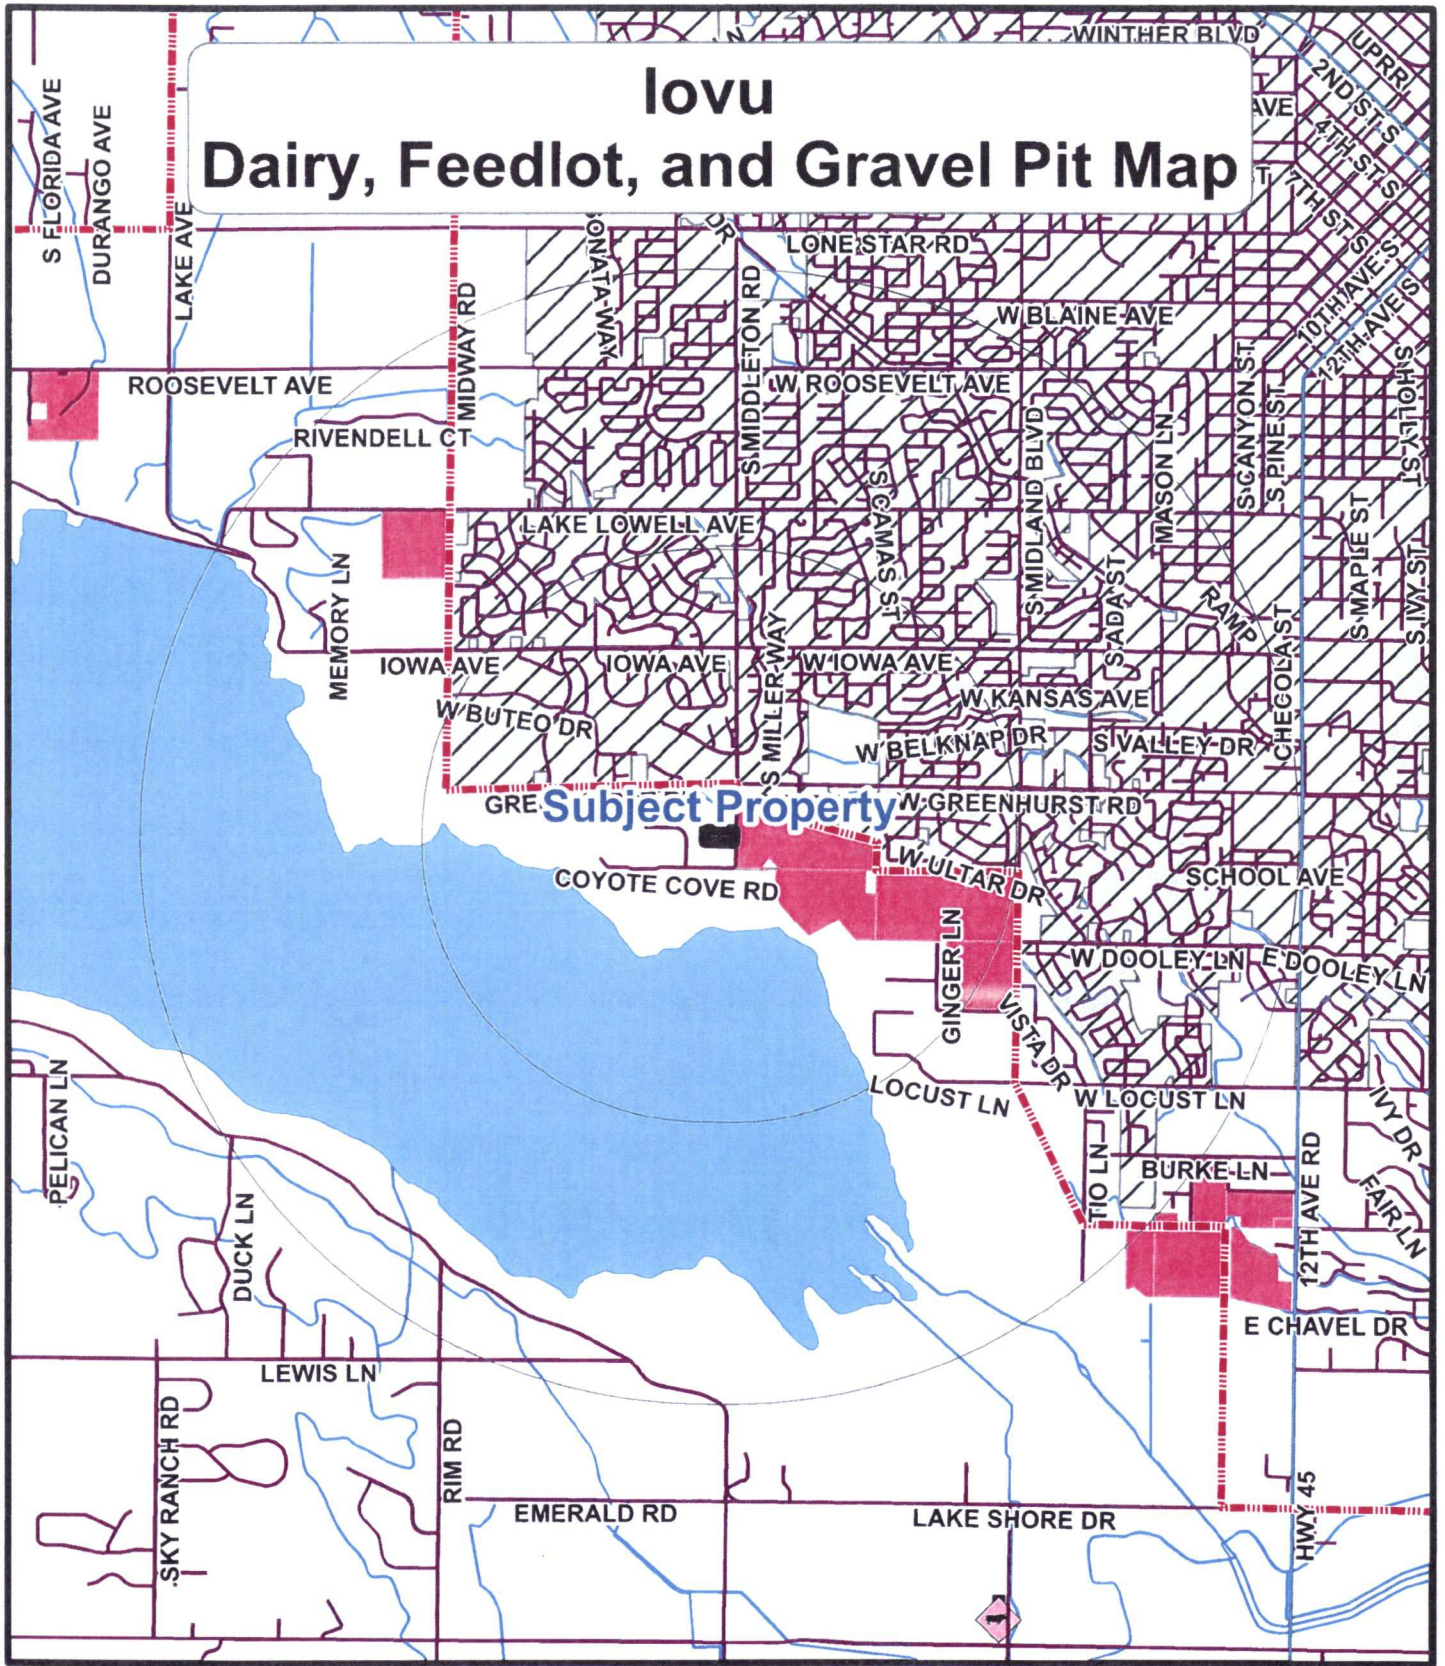 WINTHER BLVD
UPRR
2ND ST S
Iovu
Dairy, Feedlot, and Gravel Pit Map
AVE
4TH ST S
7TH ST S
S FLORIDA AVE
DURANGO AVE
LAKE AVE
MIDWAY RD
SONATA WAY
DR
LONE STAR RD
S MIDDLETON RD
W BLAINE AVE
10TH AVE S
12TH AVE S
ROOSEVELT AVE
W ROOSEVELT AVE
RIVENDELL CT
S CAMAS ST
S MIDLAND BLVD
MASON LN
S CANYON ST
S PINE ST
S HOLLY ST
LAKE LOWELL AVE
MEMORY LN
S ADA ST
RAMP
CHEGOLA ST
S MAPLE ST
S IVY ST
IOWA AVE
IOWA AVE
W IOWA AVE
S MILLER WAY
W KANSAS AVE
W BUTEO DR
W BELKNAP DR
S VALLEY DR
GRE
Subject Property
W GREENHURST RD
COYOTE COVE RD
W ULTAR DR
SCHOOL AVE
GINGER LN
W DOOLEY LN
E DOOLEY LN
VISTA DR
LOCUST LN
W LOCUST LN
PELICAN LN
TIO LN
BURKE LN
12TH AVE RD
IVY DR
FAIR LN
DUCK LN
E CHAVEL DR
LEWIS LN
SKY RANCH RD
RIM RD
EMERALD RD
LAKE SHORE DR
HWY 45